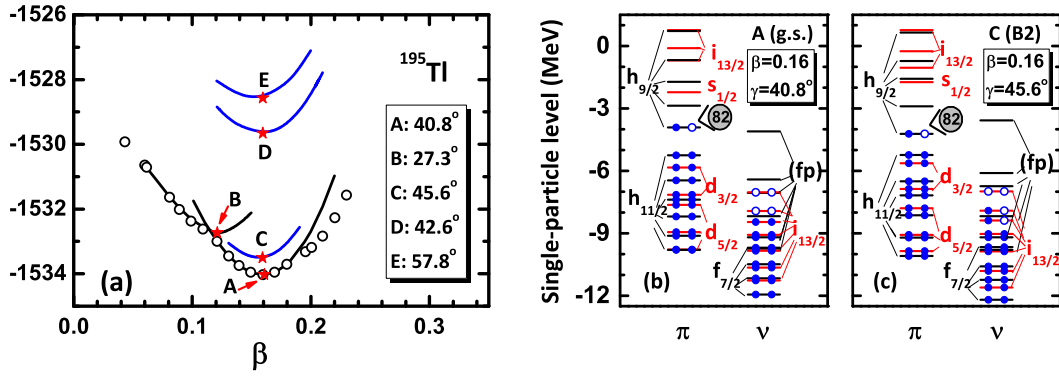 -1526
-1528
-1530
-1532
-1534
0.0
0.1
0.2
0.3
β
(a)
¹⁹⁵Tl
E
D
B
C
A
A: 40.8°
B: 27.3°
C: 45.6°
D: 42.6°
E: 57.8°
Single-particle level (MeV)
0
-3
-6
-9
-12
(b)
A (g.s.)
β=0.16
γ=40.8°
h9/2
i13/2
s1/2
82
(fp)
h11/2
d3/2
d5/2
i13/2
f7/2
π
ν
(c)
C (B2)
β=0.16
γ=45.6°
h9/2
i13/2
s1/2
82
(fp)
h11/2
d3/2
d5/2
i13/2
f7/2
π
ν